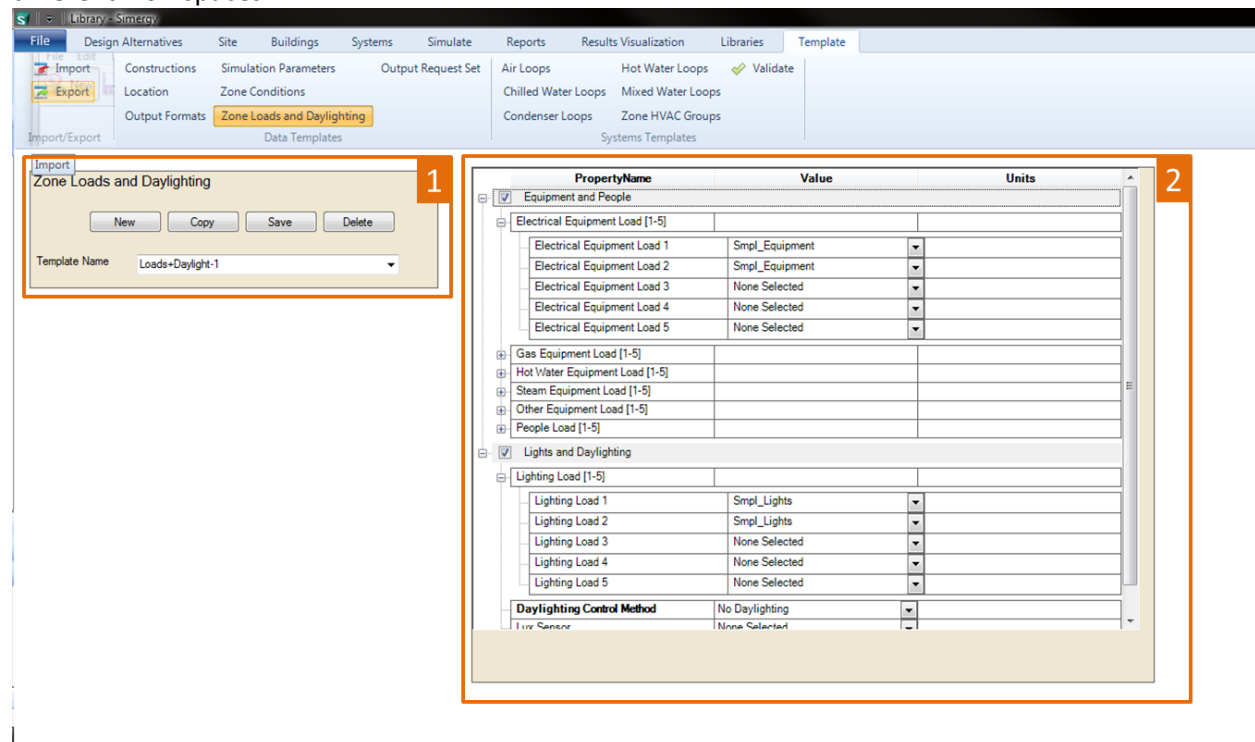 Library - Simergy
File Design Alternatives Site Buildings Systems Simulate Reports Results Visualization Libraries Template
File Edit
Import Constructions Simulation Parameters Output Request Set Air Loops Hot Water Loops Validate
New
Export Location Zone Conditions Chilled Water Loops Mixed Water Loops
Output Formats Zone Loads and Daylighting Condenser Loops Zone HVAC Groups
Import/Export Data Templates Systems Templates
Import
Zone Loads and Daylighting
1
New Copy Save Delete
Template Name Loads+Daylight-1
2
PropertyName Value Units
Equipment and People
Electrical Equipment Load [1-5]
Electrical Equipment Load 1 Smpl_Equipment
Electrical Equipment Load 2 Smpl_Equipment
Electrical Equipment Load 3 None Selected
Electrical Equipment Load 4 None Selected
Electrical Equipment Load 5 None Selected
Gas Equipment Load [1-5]
Hot Water Equipment Load [1-5]
Steam Equipment Load [1-5]
Other Equipment Load [1-5]
People Load [1-5]
Lights and Daylighting
Lighting Load [1-5]
Lighting Load 1 Smpl_Lights
Lighting Load 2 Smpl_Lights
Lighting Load 3 None Selected
Lighting Load 4 None Selected
Lighting Load 5 None Selected
Daylighting Control Method No Daylighting
Lux Sensor None Selected